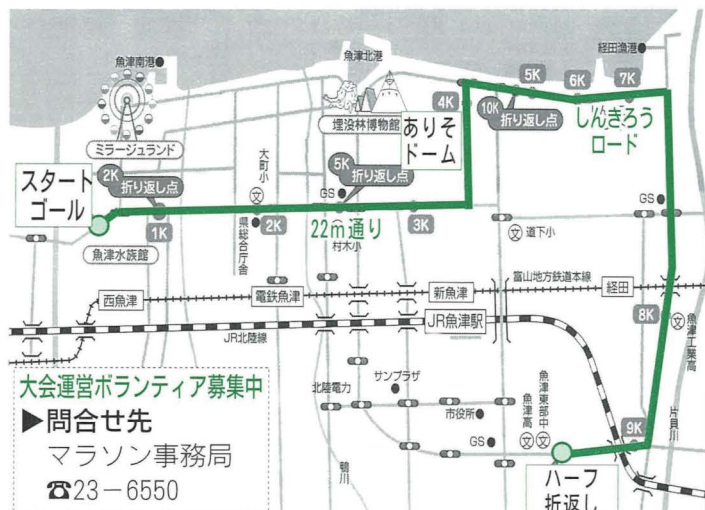 魚津南港
魚津北港
経田漁港
5K
6K
7K
4K
10K
折り返し点
しんきろう
ロード
埋没林博物館
ありそ
ドーム
ミラージュランド
2K
折り返し点
大町小
文
5K
折り返し点
GS
スタート
ゴール
GS
1K
県総合庁舎
2K
22m通り
村木小
3K
文
道下小
魚津水族館
富山地方鉄道本線
西魚津
電鉄魚津
新魚津
経田
JR魚津駅
JR北陸線
8K
文
魚津工業高
大会運営ボランティア募集中
▶問合せ先
マラソン事務局
☎23-6550
北陸電力
サンプラザ
市役所
GS
魚津高
魚津東部中
文
文
9K
片貝川
鴨川
ハーフ
折返し